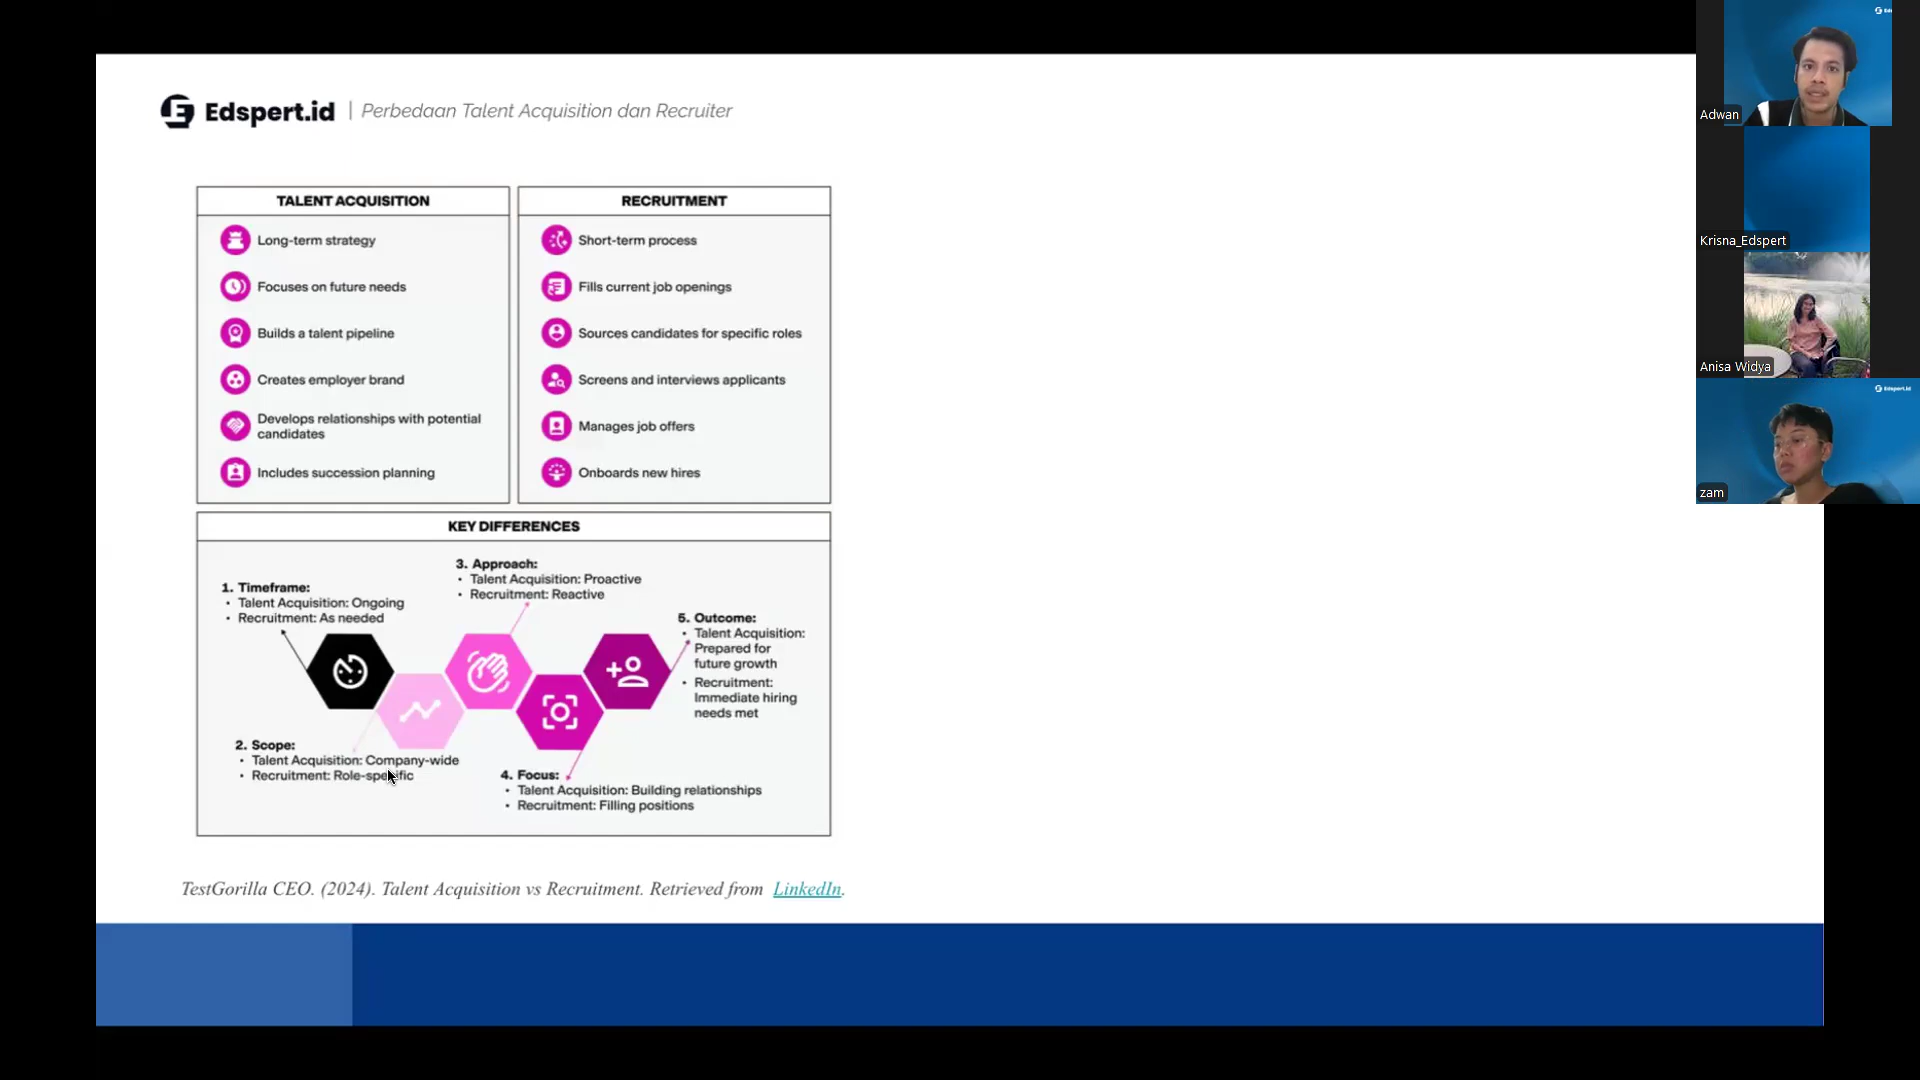 Edspert.id | Perbedaan Talent Acquisition dan Recruiter
TALENT ACQUISITION
Long-term strategy
Focuses on future needs
Builds a talent pipeline
Creates employer brand
Develops relationships with potential
candidates
Includes succession planning
RECRUITMENT
Short-term process
Fills current job openings
Sources candidates for specific roles
Screens and interviews applicants
Manages job offers
Onboards new hires
KEY DIFFERENCES
1. Timeframe:
• Talent Acquisition: Ongoing
• Recruitment: As needed
2. Scope:
• Talent Acquisition: Company-wide
• Recruitment: Role-specific
3. Approach:
• Talent Acquisition: Proactive
• Recruitment: Reactive
4. Focus:
• Talent Acquisition: Building relationships
• Recruitment: Filling positions
5. Outcome:
• Talent Acquisition:
Prepared for
future growth
• Recruitment:
Immediate hiring
needs met
TestGorilla CEO. (2024). Talent Acquisition vs Recruitment. Retrieved from LinkedIn.
Adwan
Krisna_Edspert
Anisa Widya
Edspert.id
zam